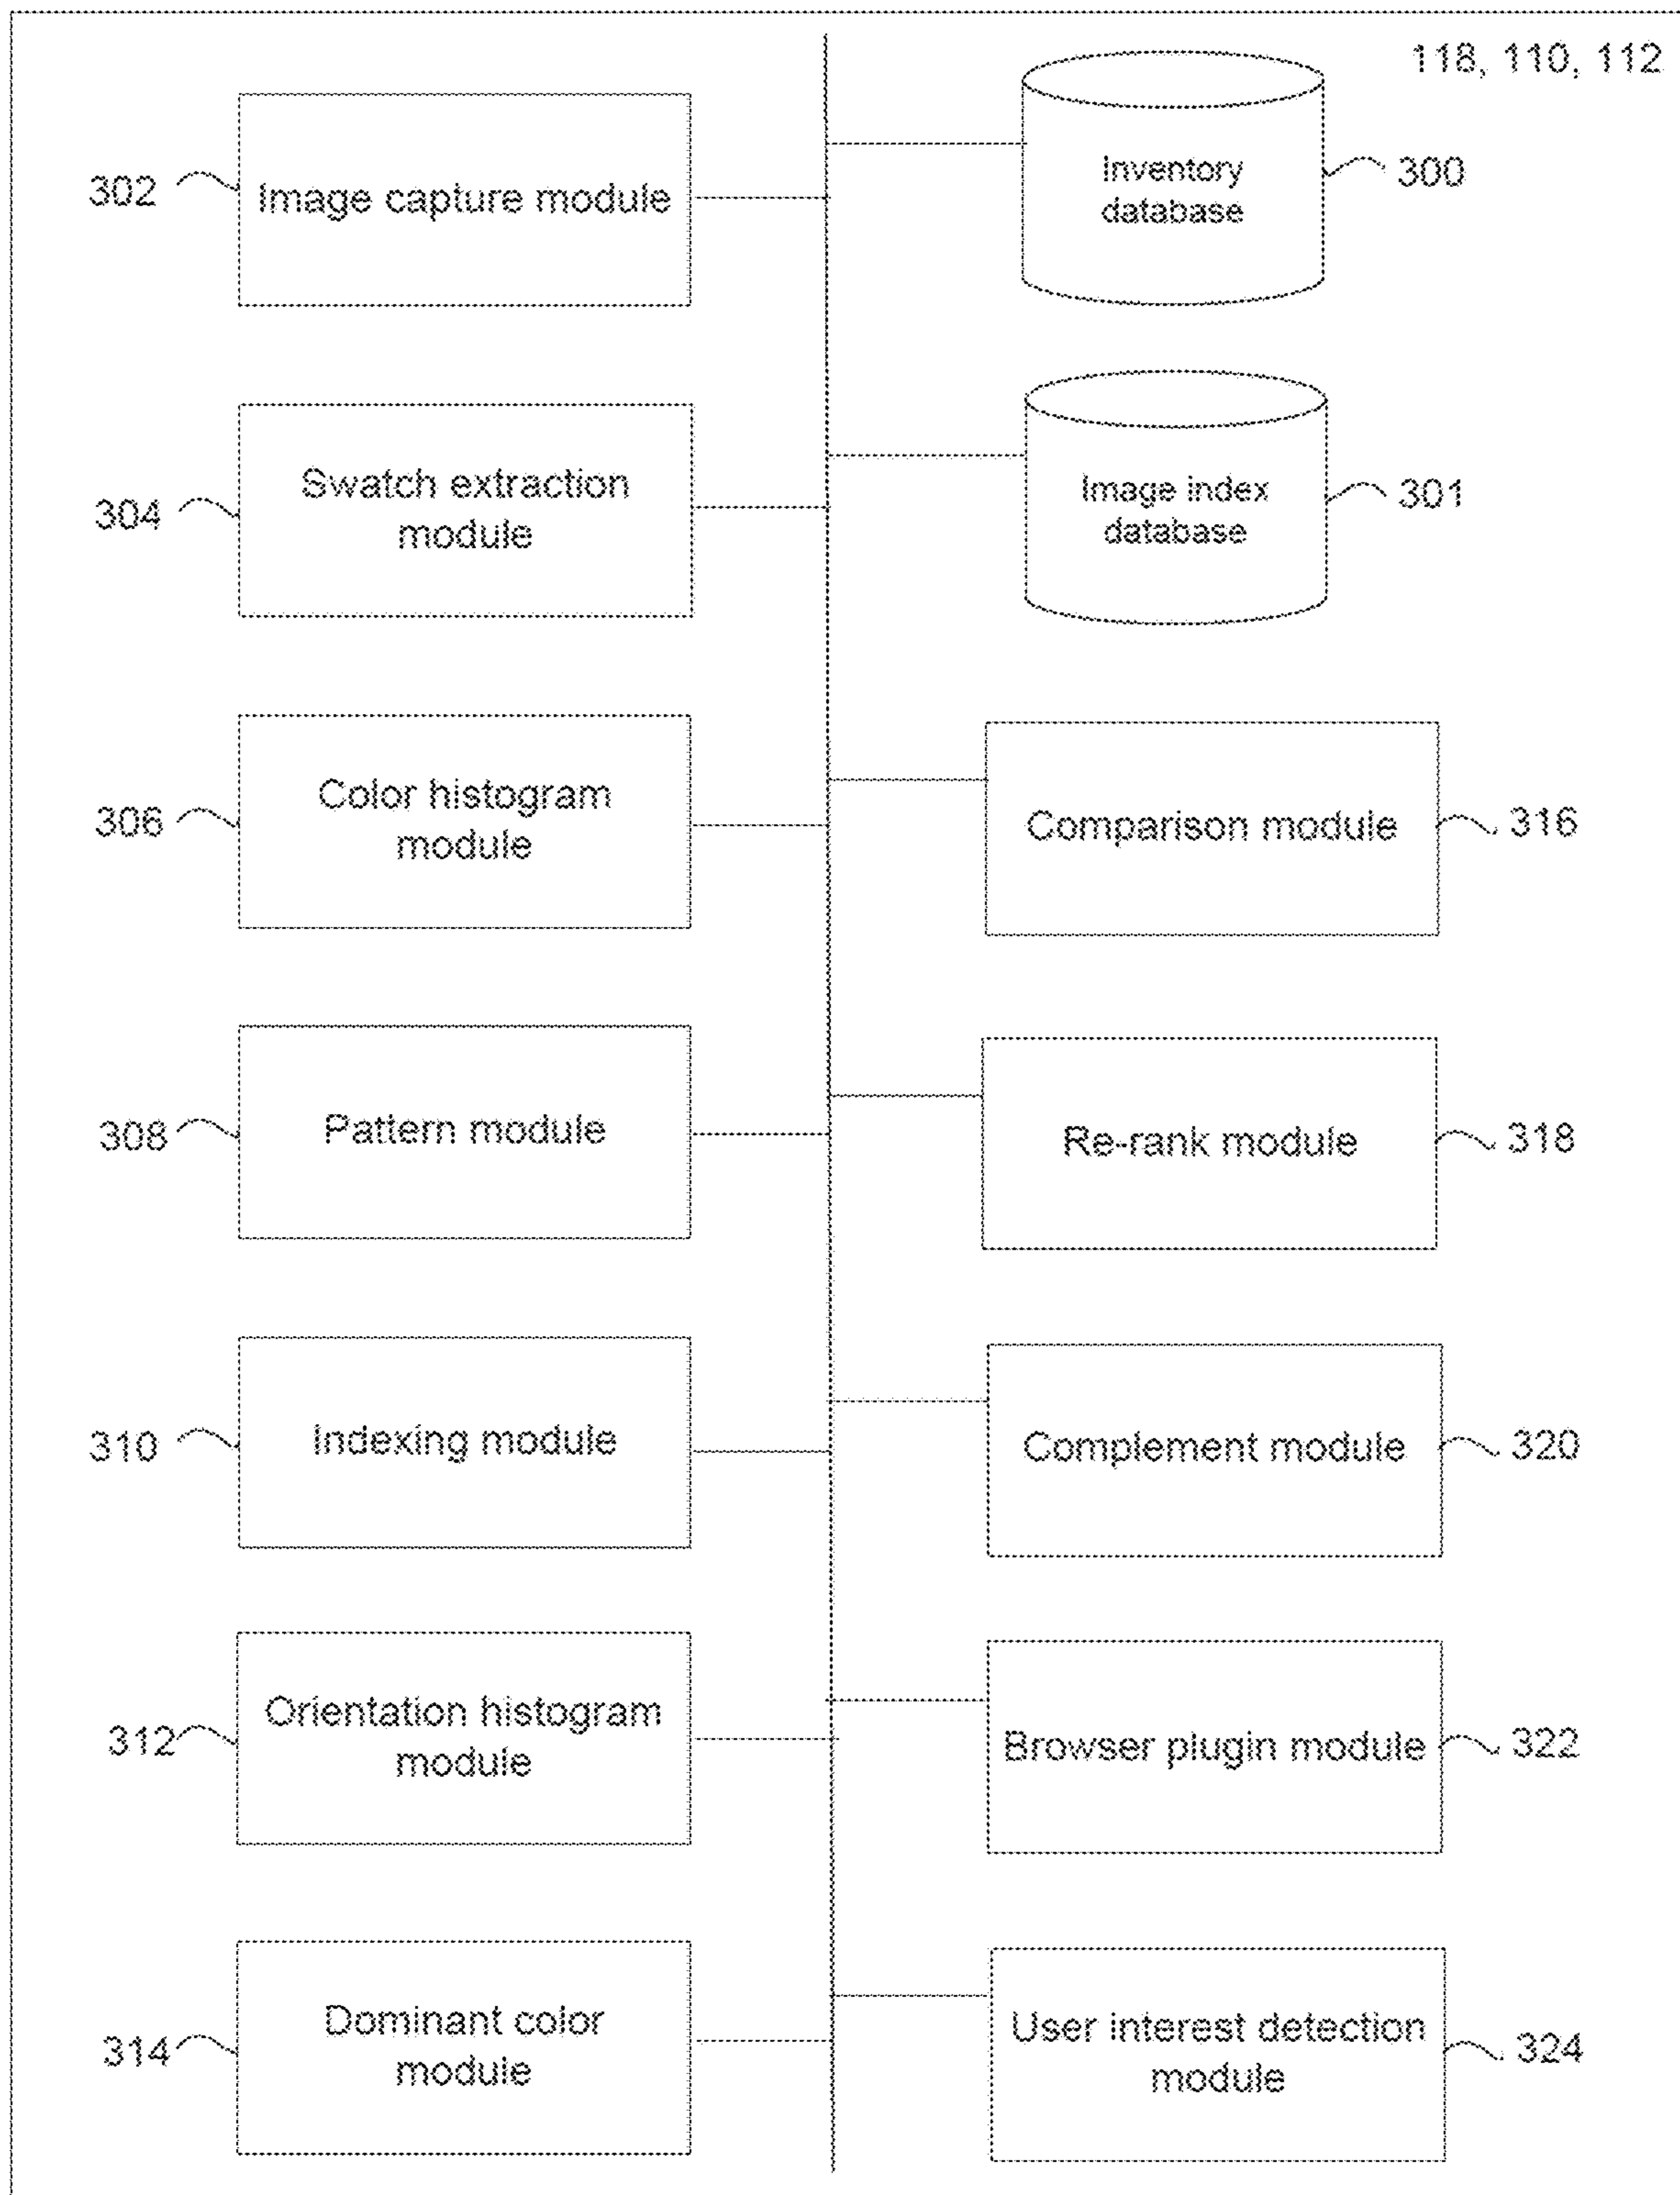 118, 110, 112
302
Image capture module
Inventory
database
300
304
Swatch extraction
module
Image index
database
301
306
Color histogram
module
Comparison module
316
308
Pattern module
Re-rank module
318
310
Indexing module
Complement module
320
312
Orientation histogram
module
Browser plugin module
322
314
Dominant color
module
User interest detection
module
324